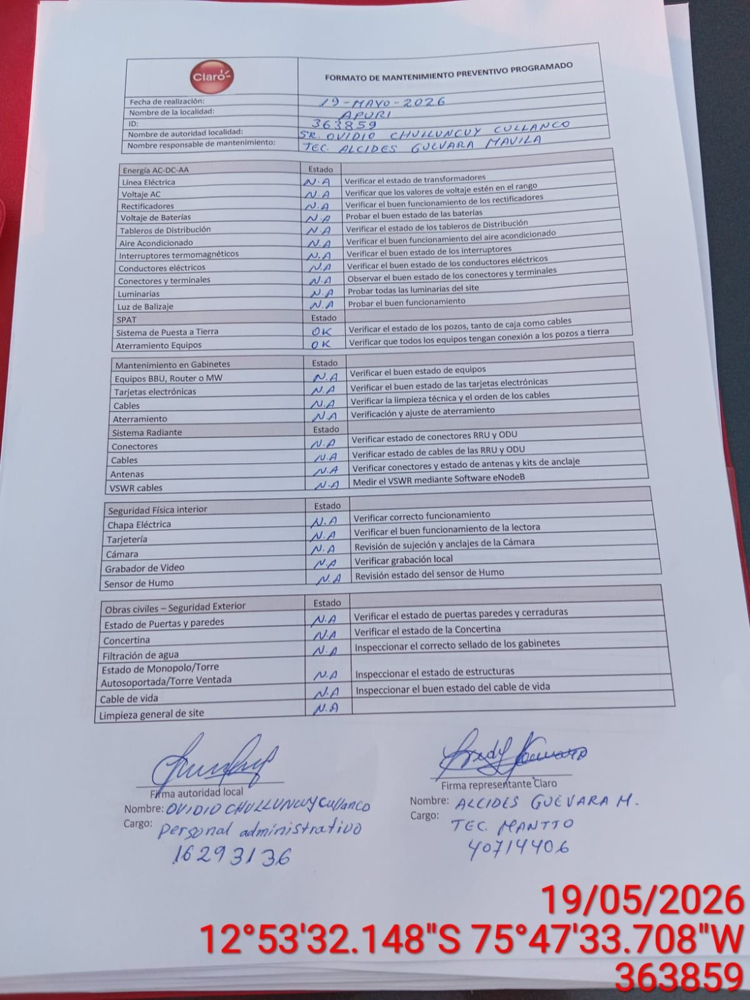 Claro
FORMATO DE MANTENIMIENTO PREVENTIVO PROGRAMADO
Fecha de realización: 19-MAYO-2026
Nombre de la localidad: APURI
ID: 363859
Nombre de autoridad localidad: SR. OVIDIO CHULLUNCUY CULLANCO
Nombre responsable de mantenimiento: TEC. ALCIDES GUEVARA MAVILA
Energía AC-DC-AA Estado
Línea Eléctrica N.A Verificar el estado de transformadores
Voltaje AC N.A Verificar que los valores de voltaje estén en el rango
Rectificadores N.A Verificar el buen funcionamiento de los rectificadores
Voltaje de Baterías N.A Probar el buen estado de las baterías
Tableros de Distribución N.A Verificar el estado de los tableros de Distribución
Aire Acondicionado N.A Verificar el buen funcionamiento del aire acondicionado
Interruptores termomagnéticos N.A Verificar el buen estado de los interruptores
Conductores eléctricos N.A Verificar el buen estado de los conductores eléctricos
Conectores y terminales N.A Observar el buen estado de los conectores y terminales
Luminarias N.A Probar todas las luminarias del site
Luz de Balizaje N.A Probar el buen funcionamiento
SPAT Estado
Sistema de Puesta a Tierra OK Verificar el estado de los pozos, tanto de caja como cables
Aterramiento Equipos OK Verificar que todos los equipos tengan conexión a los pozos a tierra
Mantenimiento en Gabinetes Estado
Equipos BBU, Router o MW N.A Verificar el buen estado de equipos
Tarjetas electrónicas N.A Verificar el buen estado de las tarjetas electrónicas
Cables N.A Verificar la limpieza técnica y el orden de los cables
Aterramiento N.A Verificación y ajuste de aterramiento
Sistema Radiante Estado
Conectores N.A Verificar estado de conectores RRU y ODU
Cables N.A Verificar estado de cables de las RRU y ODU
Antenas N.A Verificar conectores y estado de antenas y kits de anclaje
VSWR cables N.A Medir el VSWR mediante Software eNodeB
Seguridad Física interior Estado
Chapa Eléctrica N.A Verificar correcto funcionamiento
Tarjetería N.A Verificar el buen funcionamiento de la lectora
Cámara N.A Revisión de sujeción y anclajes de la Cámara
Grabador de Video N.A Verificar grabación local
Sensor de Humo N.A Revisión estado del sensor de Humo
Obras civiles – Seguridad Exterior Estado
Estado de Puertas y paredes N.A Verificar el estado de puertas paredes y cerraduras
Concertina N.A Verificar el estado de la Concertina
Filtración de agua N.A Inspeccionar el correcto sellado de los gabinetes
Estado de Monopolo/Torre
Autosoportada/Torre Ventada N.A Inspeccionar el estado de estructuras
Cable de vida N.A Inspeccionar el buen estado del cable de vida
Limpieza general de site N.A
Firma autoridad local
Nombre: OVIDIO CHULLUNCUY Cullanco
Cargo: Personal administrativo
16293136
Firma representante Claro
Nombre: ALCIDES GUEVARA M.
Cargo: TEC. MANTTO
40714406
19/05/2026
12°53'32.148"S 75°47'33.708"W
363859